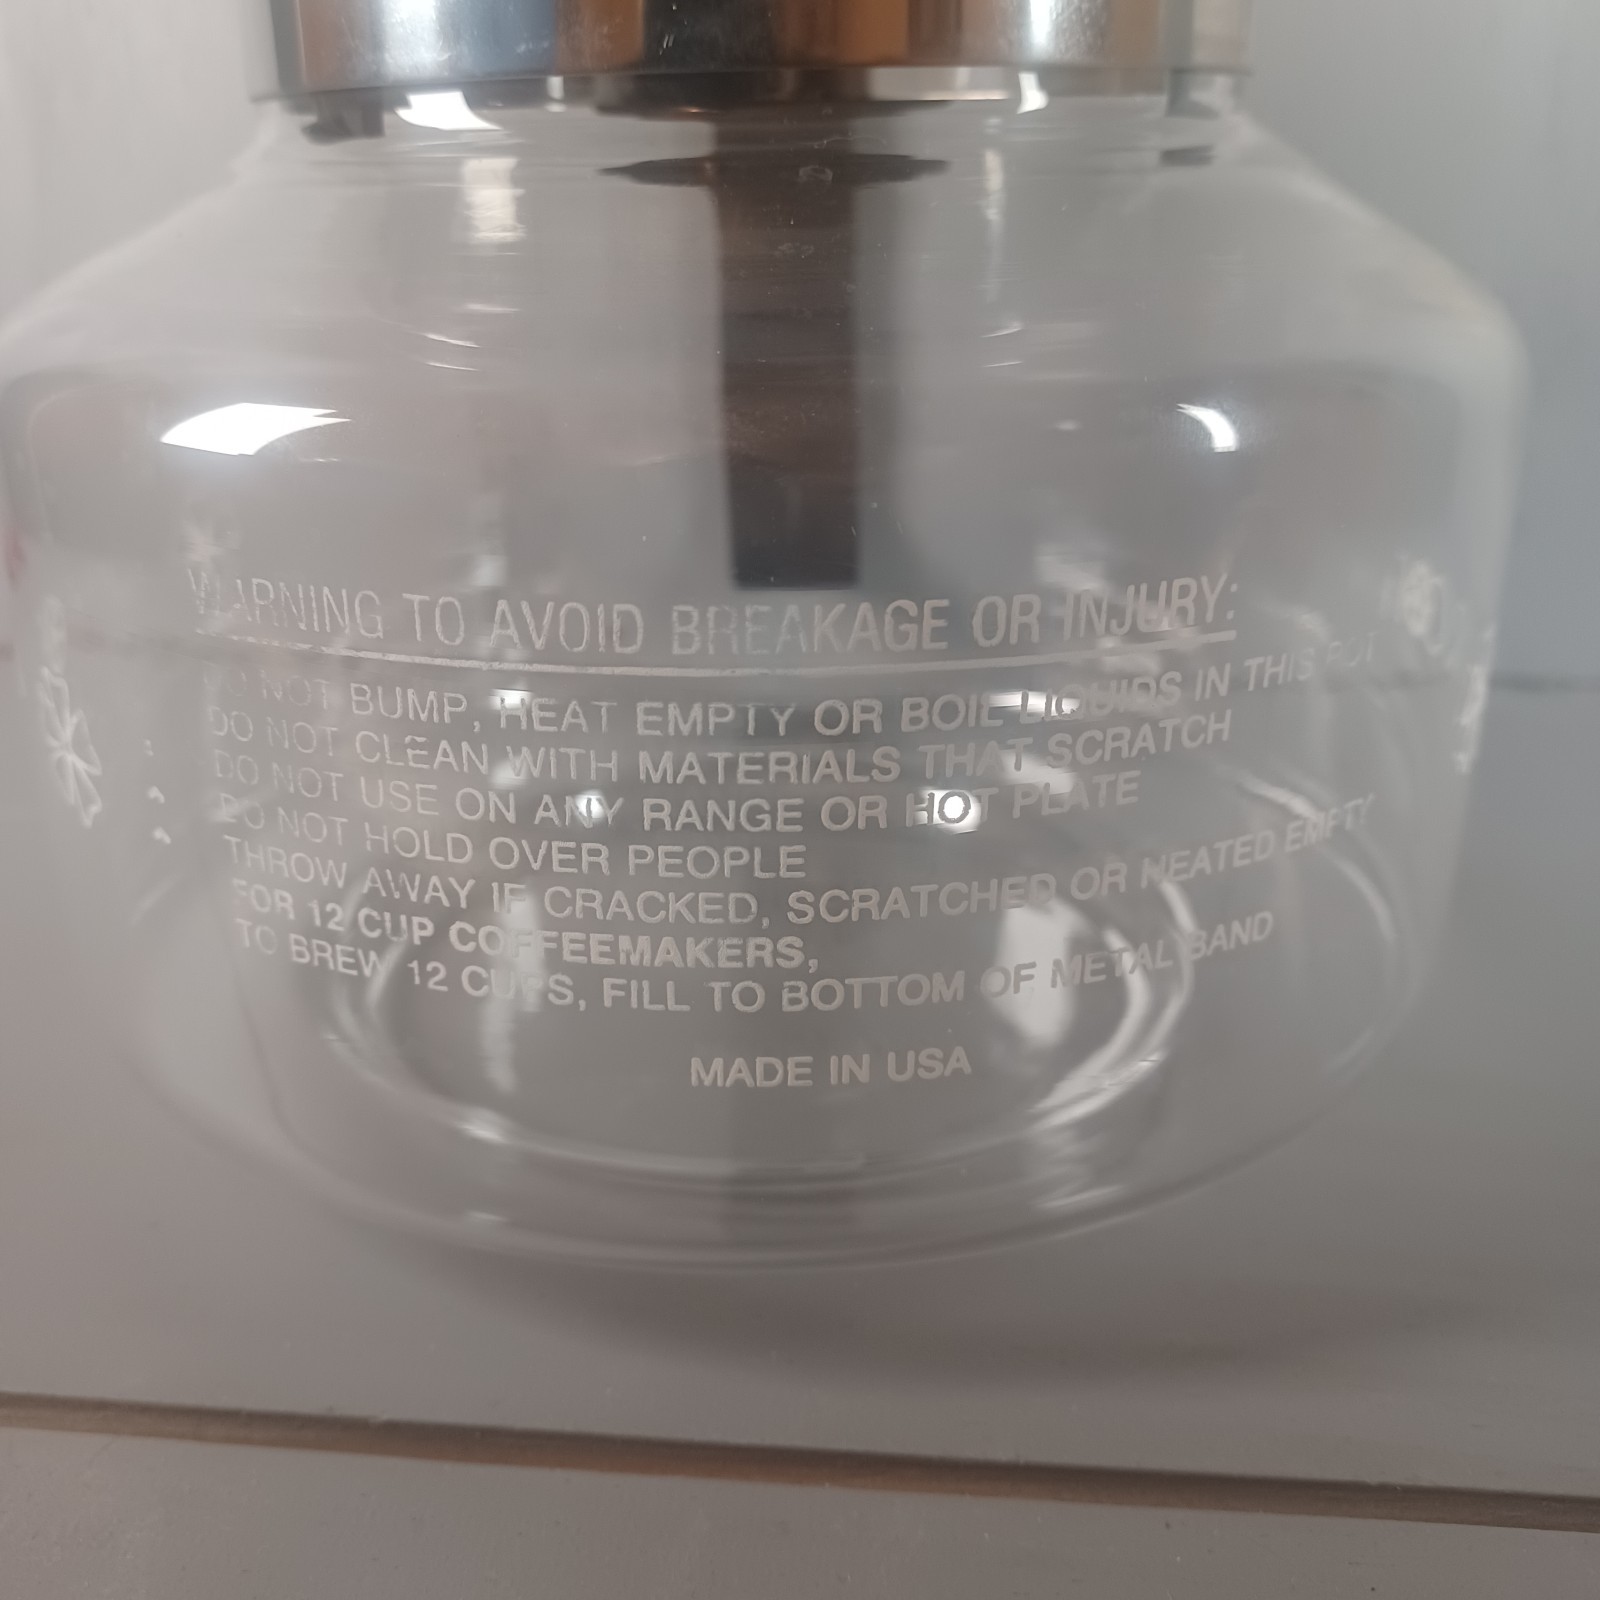 WARNING TO AVOID BREAKAGE OR INJURY:
DO NOT BUMP, HEAT EMPTY OR BOIL LIQUIDS IN THIS POT
DO NOT CLEAN WITH MATERIALS THAT SCRATCH
DO NOT USE ON ANY RANGE OR HOT PLATE
DO NOT HOLD OVER PEOPLE
THROW AWAY IF CRACKED, SCRATCHED OR HEATED EMPTY
FOR 12 CUP COFFEEMAKERS,
TO BREW 12 CUPS, FILL TO BOTTOM OF METAL BAND
MADE IN USA